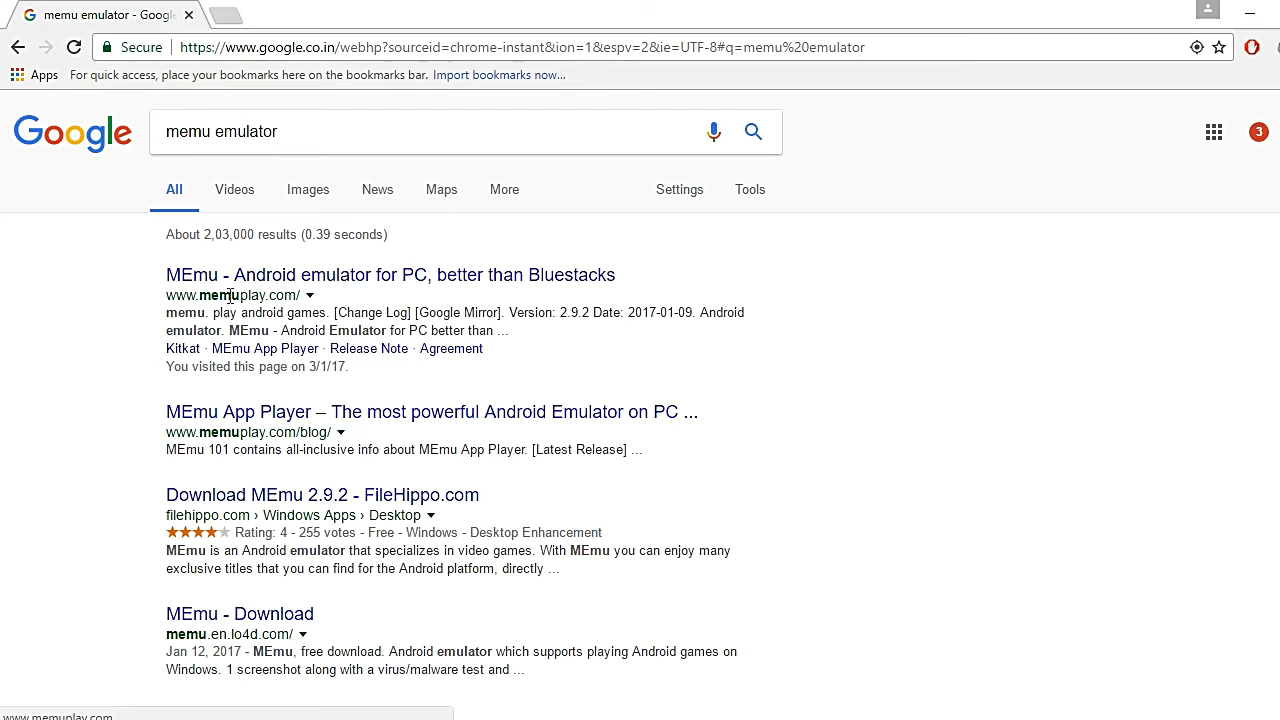 memu emulator - Googl
Secure https://www.google.co.in/webhp?sourceid=chrome-instant&ion=1&espv=2&ie=UTF-8#q=memu%20emulator
Apps For quick access, place your bookmarks here on the bookmarks bar. Import bookmarks now...
Google memu emulator
3
All Videos Images News Maps More Settings Tools
About 2,03,000 results (0.39 seconds)
MEmu - Android emulator for PC, better than Bluestacks
www.memuplay.com/
memu. play android games. [Change Log] [Google Mirror]. Version: 2.9.2 Date: 2017-01-09. Android
emulator. MEmu - Android Emulator for PC better than ...
Kitkat · MEmu App Player · Release Note · Agreement
You visited this page on 3/1/17.
MEmu App Player – The most powerful Android Emulator on PC ...
www.memuplay.com/blog/
MEmu 101 contains all-inclusive info about MEmu App Player. [Latest Release] ...
Download MEmu 2.9.2 - FileHippo.com
filehippo.com › Windows Apps › Desktop
Rating: 4 - 255 votes - Free - Windows - Desktop Enhancement
MEmu is an Android emulator that specializes in video games. With MEmu you can enjoy many
exclusive titles that you can find for the Android platform, directly ...
MEmu - Download
memu.en.lo4d.com/
Jan 12, 2017 - MEmu, free download. Android emulator which supports playing Android games on
Windows. 1 screenshot along with a virus/malware test and ...
www.memuplay.com